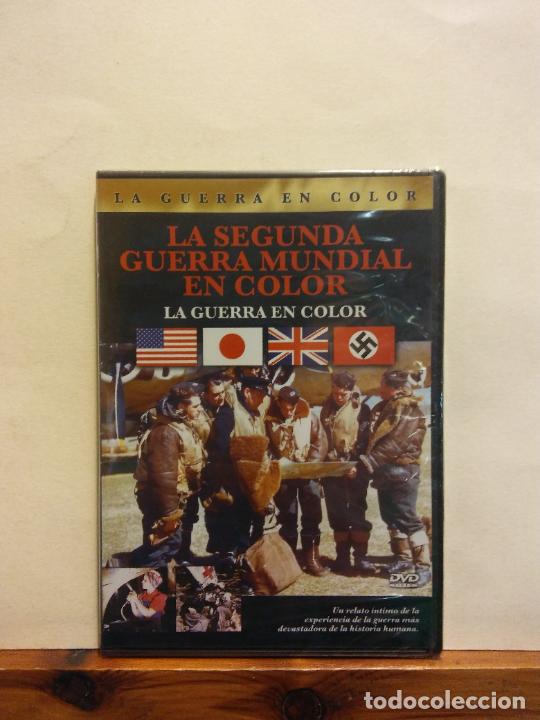 LA GUERRA EN COLOR
LA SEGUNDA
GUERRA MUNDIAL
EN COLOR
LA GUERRA EN COLOR
DVD
VIDEO
Un relato íntimo de la
experiencia de la guerra más
devastadora de la historia humana.
todocoleccion